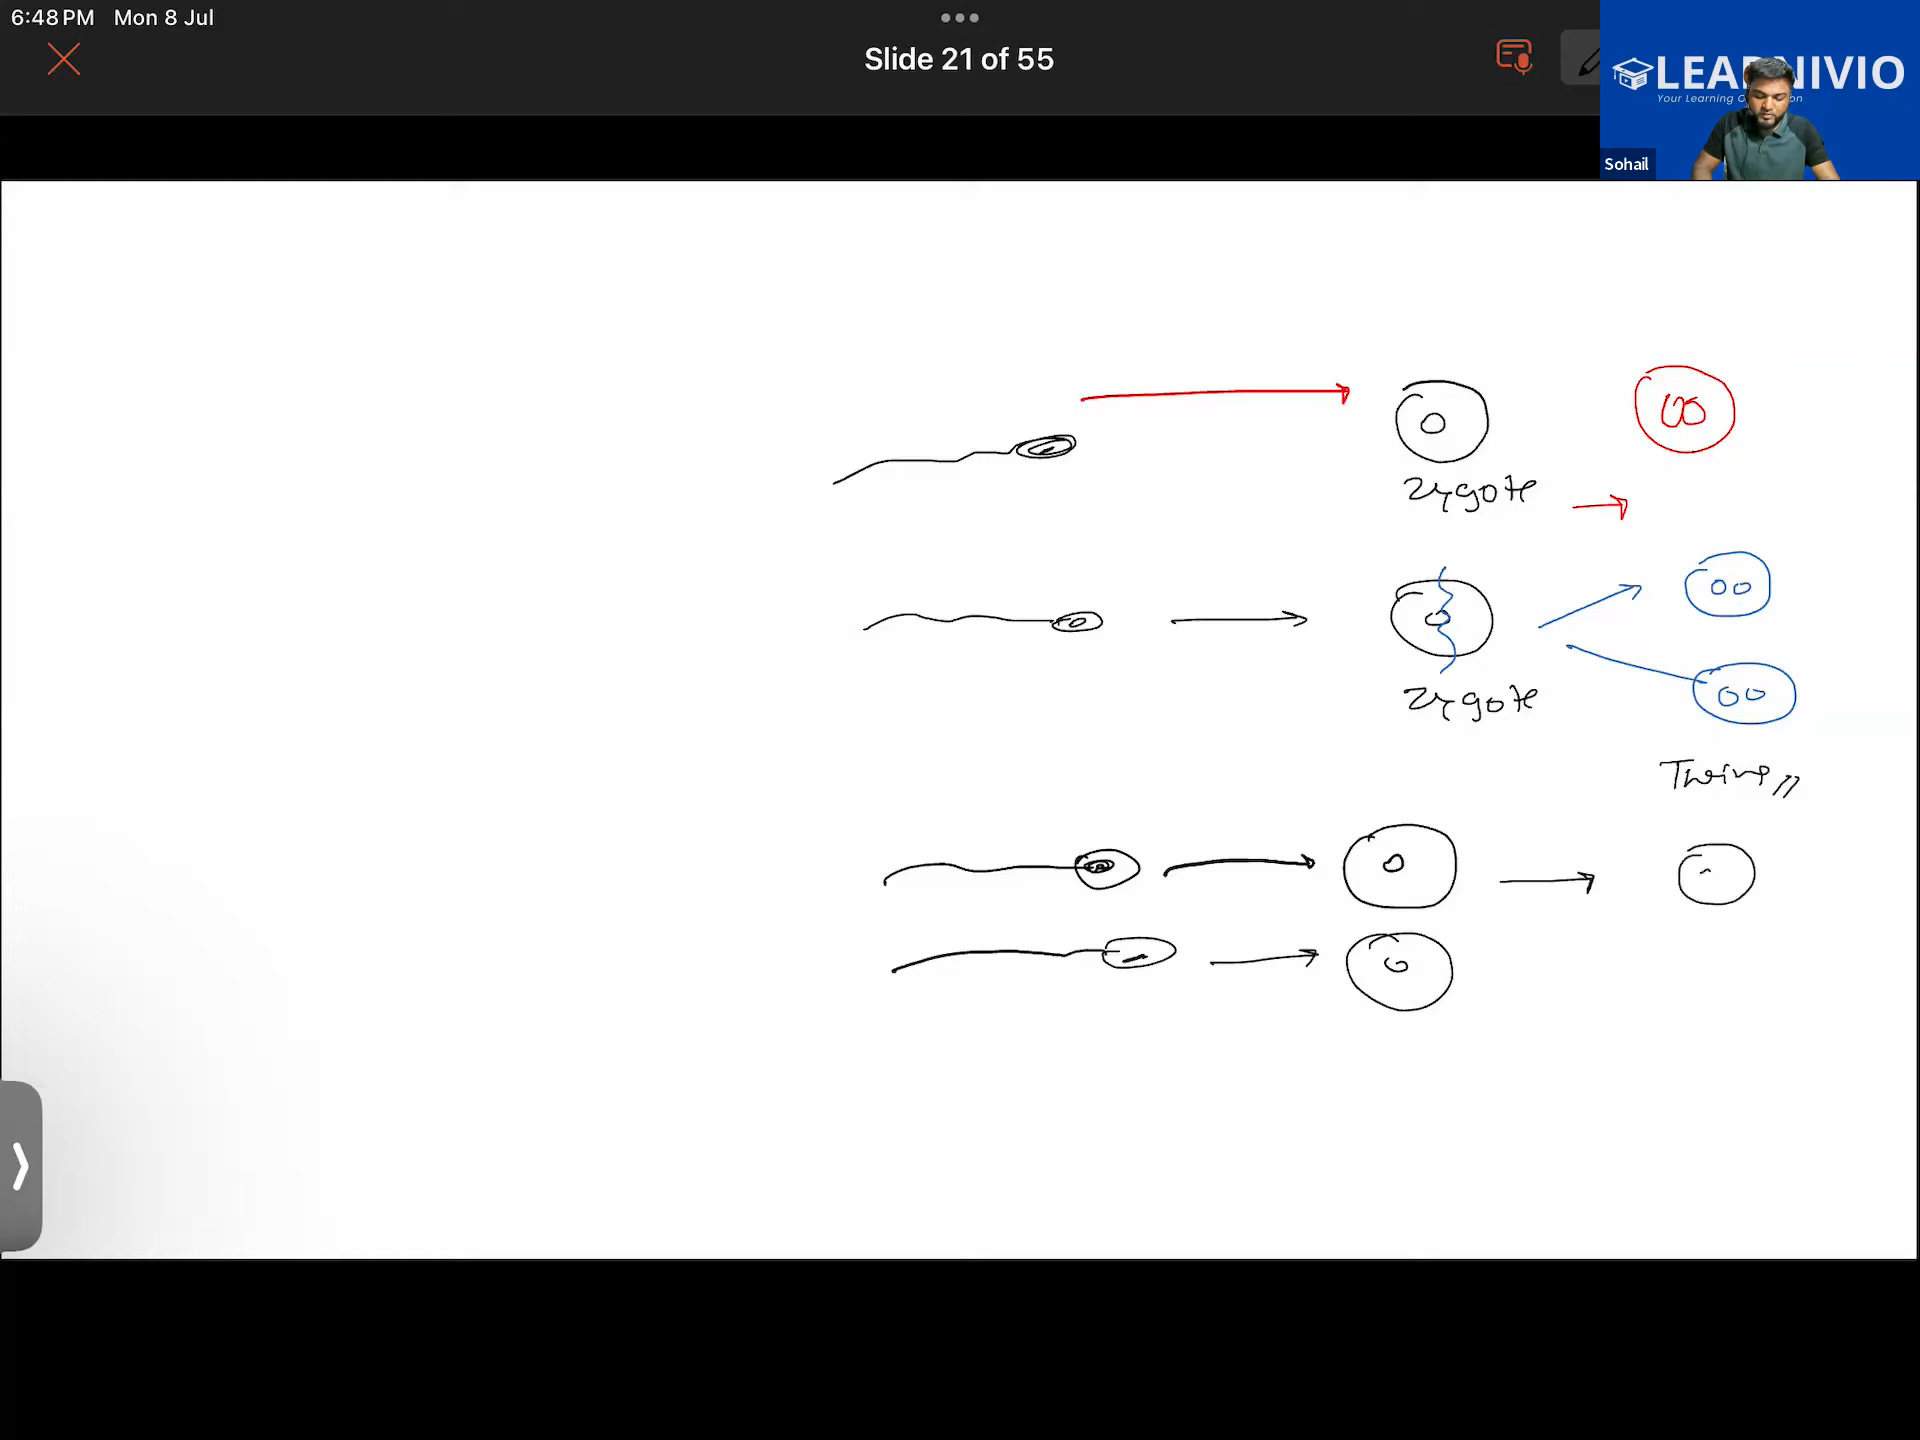 6:48 PM Mon 8 Jul
Slide 21 of 55
LEARNIVIO
Your Learning
Sohail
zygote
zygote
Twins